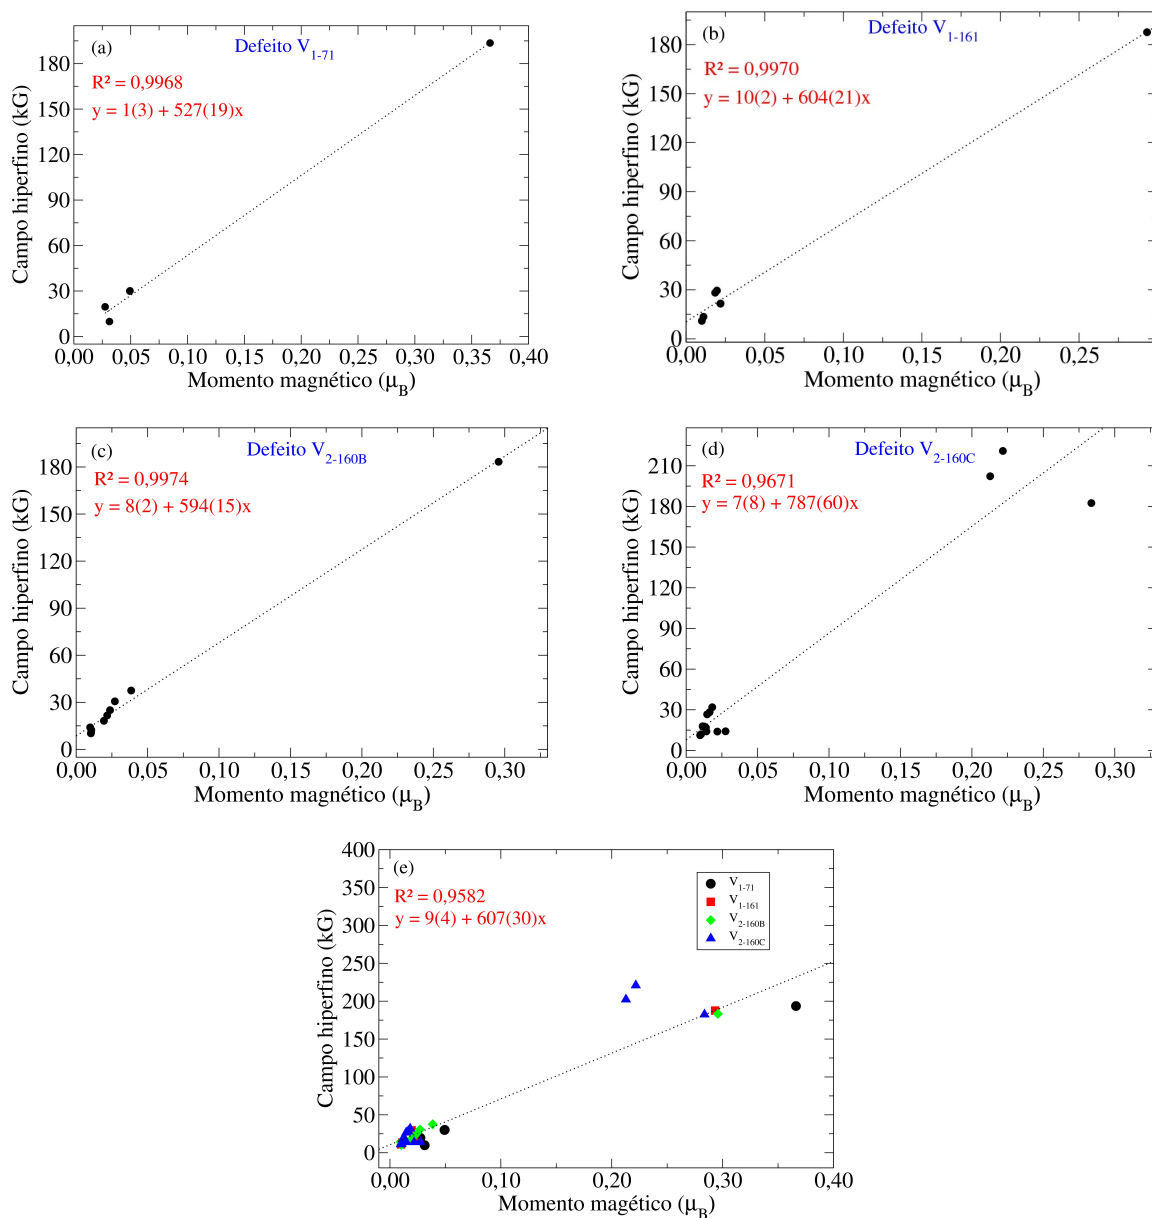 (a)
Defeito V1-71
R² = 0,9968
y = 1(3) + 527(19)x
Campo hiperfino (kG)
180
150
120
90
60
30
0
0,00 0,05 0,10 0,15 0,20 0,25 0,30 0,35 0,40
Momento magnético (μB)
(b)
Defeito V1-161
R² = 0,9970
y = 10(2) + 604(21)x
Campo hiperfino (kG)
180
150
120
90
60
30
0
0,00 0,05 0,10 0,15 0,20 0,25
Momento magnético (μB)
(c)
Defeito V2-160B
R² = 0,9974
y = 8(2) + 594(15)x
Campo hiperfino (kG)
180
150
120
90
60
30
0
0,00 0,05 0,10 0,15 0,20 0,25 0,30
Momento magnético (μB)
(d)
Defeito V2-160C
R² = 0,9671
y = 7(8) + 787(60)x
Campo hiperfino (kG)
210
180
150
120
90
60
30
0
0,00 0,05 0,10 0,15 0,20 0,25 0,30
Momento magnético (μB)
(e)
R² = 0,9582
y = 9(4) + 607(30)x
V1-71
V1-161
V2-160B
V2-160C
Campo hiperfino (kG)
400
350
300
250
200
150
100
50
0
0,00 0,10 0,20 0,30 0,40
Momento magético (μB)